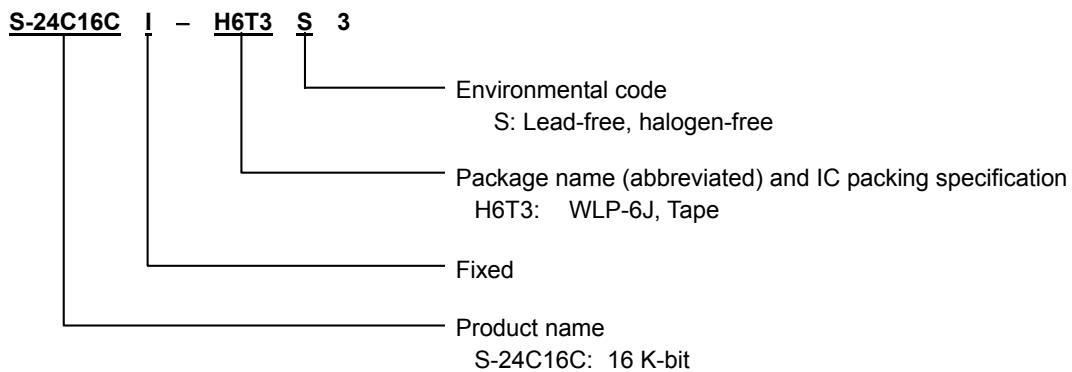 S-24C16C I – H6T3 S 3
Environmental code
S: Lead-free, halogen-free
Package name (abbreviated) and IC packing specification
H6T3: WLP-6J, Tape
Fixed
Product name
S-24C16C: 16 K-bit